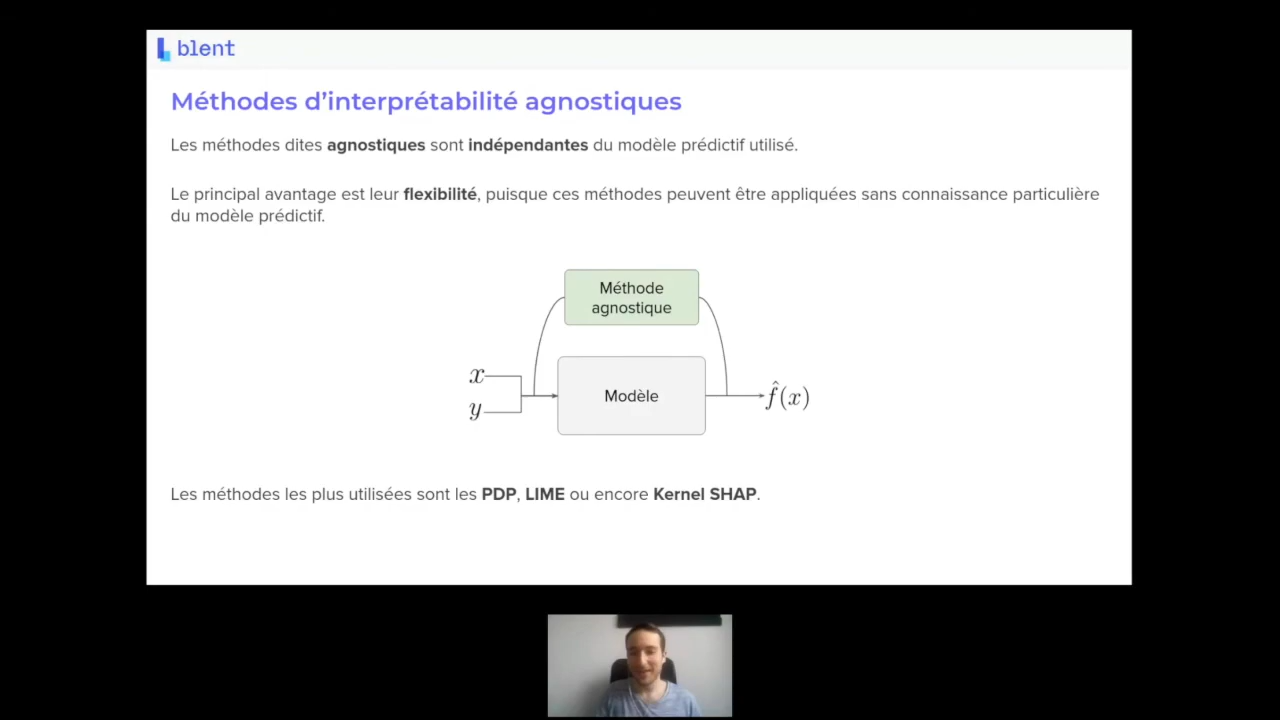 blent
Méthodes d’interprétabilité agnostiques
Les méthodes dites agnostiques sont indépendantes du modèle prédictif utilisé.
Le principal avantage est leur flexibilité, puisque ces méthodes peuvent être appliquées sans connaissance particulière
du modèle prédictif.
Méthode
agnostique
x
y
Modèle
f̂(x)
Les méthodes les plus utilisées sont les PDP, LIME ou encore Kernel SHAP.